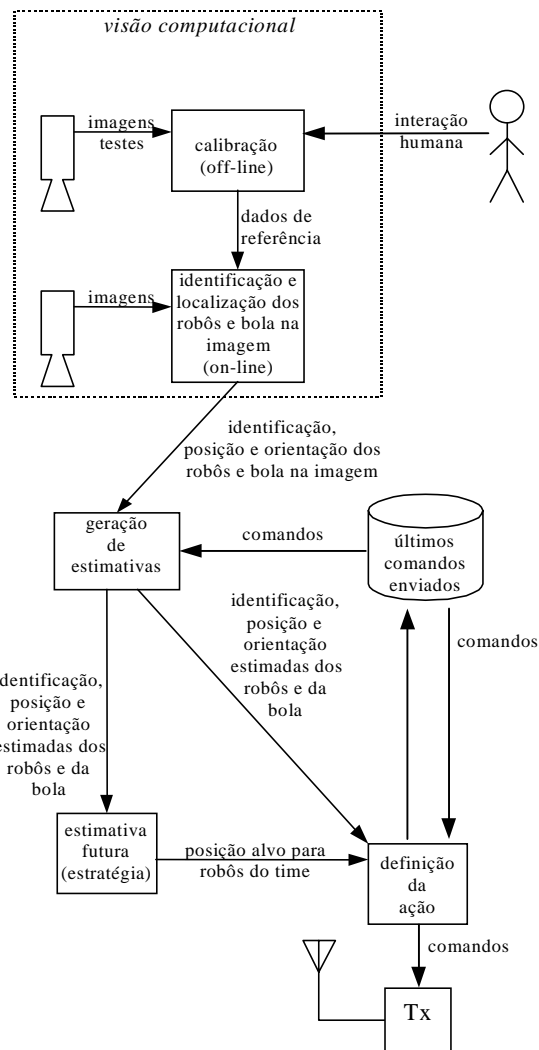 visão computacional
imagens
testes
calibração
(off-line)
interação
humana
dados de
referência
imagens
identificação e
localização dos
robôs e bola na
imagem
(on-line)
identificação,
posição e orientação dos
robôs e bola na imagem
geração
de
estimativas
comandos
últimos
comandos
enviados
identificação,
posição e
orientação
estimadas dos
robôs e da
bola
comandos
dentificação,
posição e
orientação
estimadas dos
robôs e da
bola
estimativa
futura
(estratégia)
posição alvo para
robôs do time
definição
da
ação
comandos
Tx